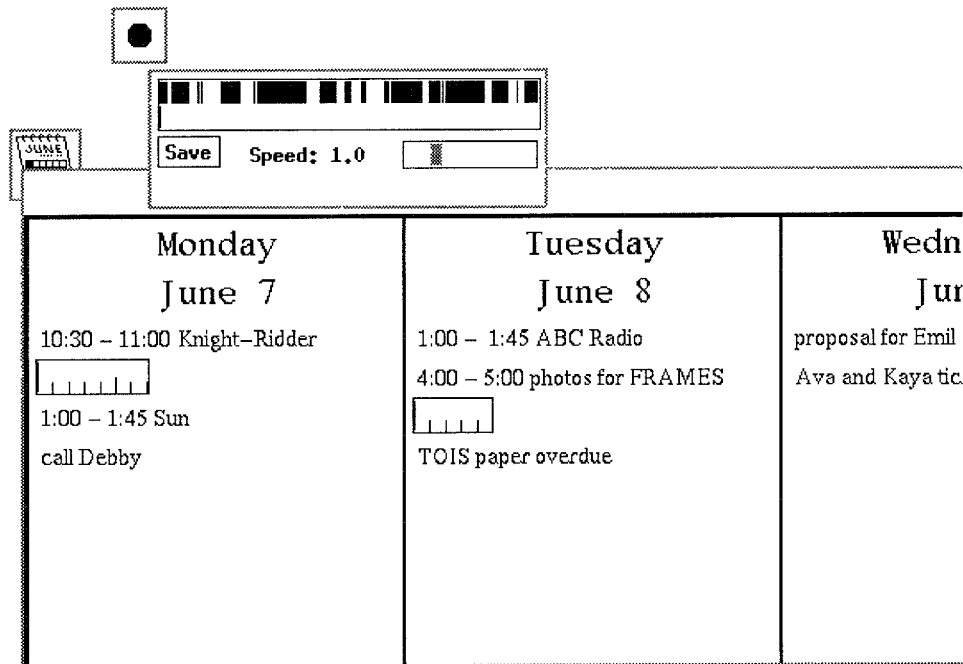 JUNE
Save Speed: 1.0
Monday
June 7
10:30 – 11:00 Knight–Ridder
1:00 – 1:45 Sun
call Debby
Tuesday
June 8
1:00 – 1:45 ABC Radio
4:00 – 5:00 photos for FRAMES
TOIS paper overdue
Wedn
Jun
proposal for Emil
Ava and Kaya tic